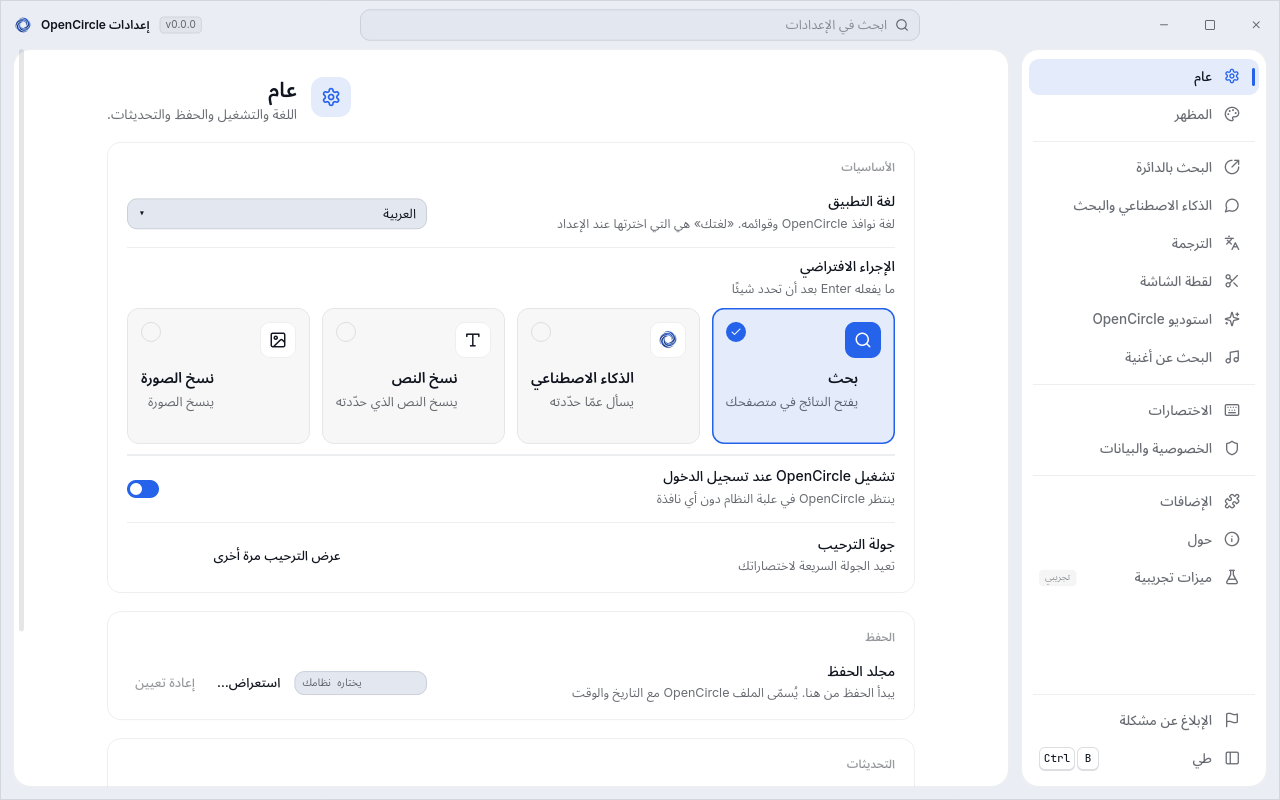 إعدادات OpenCircle
v0.0.0
ابحث في الإعدادات
عام
المظهر
البحث بالدائرة
الذكاء الاصطناعي والبحث
الترجمة
لقطة الشاشة
استوديو OpenCircle
البحث عن أغنية
الاختصارات
الخصوصية والبيانات
الإضافات
حول
ميزات تجريبية
تجريبي
الإبلاغ عن مشكلة
طي
Ctrl B
عام
اللغة والتشغيل والحفظ والتحديثات.
الأساسيات
لغة التطبيق
لغة نوافذ OpenCircle وقوائمه. «لغتك» هي التي اخترتها عند الإعداد
العربية
الإجراء الافتراضي
ما يفعله Enter بعد أن تحدد شيئًا
بحث
يفتح النتائج في متصفحك
الذكاء الاصطناعي
يسأل عمّا حدّدته
نسخ النص
ينسخ النص الذي حدّدته
نسخ الصورة
ينسخ الصورة
تشغيل OpenCircle عند تسجيل الدخول
ينتظر OpenCircle في علبة النظام دون أي نافذة
جولة الترحيب
تعيد الجولة السريعة لاختصاراتك
عرض الترحيب مرة أخرى
الحفظ
مجلد الحفظ
يبدأ الحفظ من هنا. يُسمّى الملف OpenCircle مع التاريخ والوقت
يختاره نظامك
استعراض...
إعادة تعيين
التحديثات